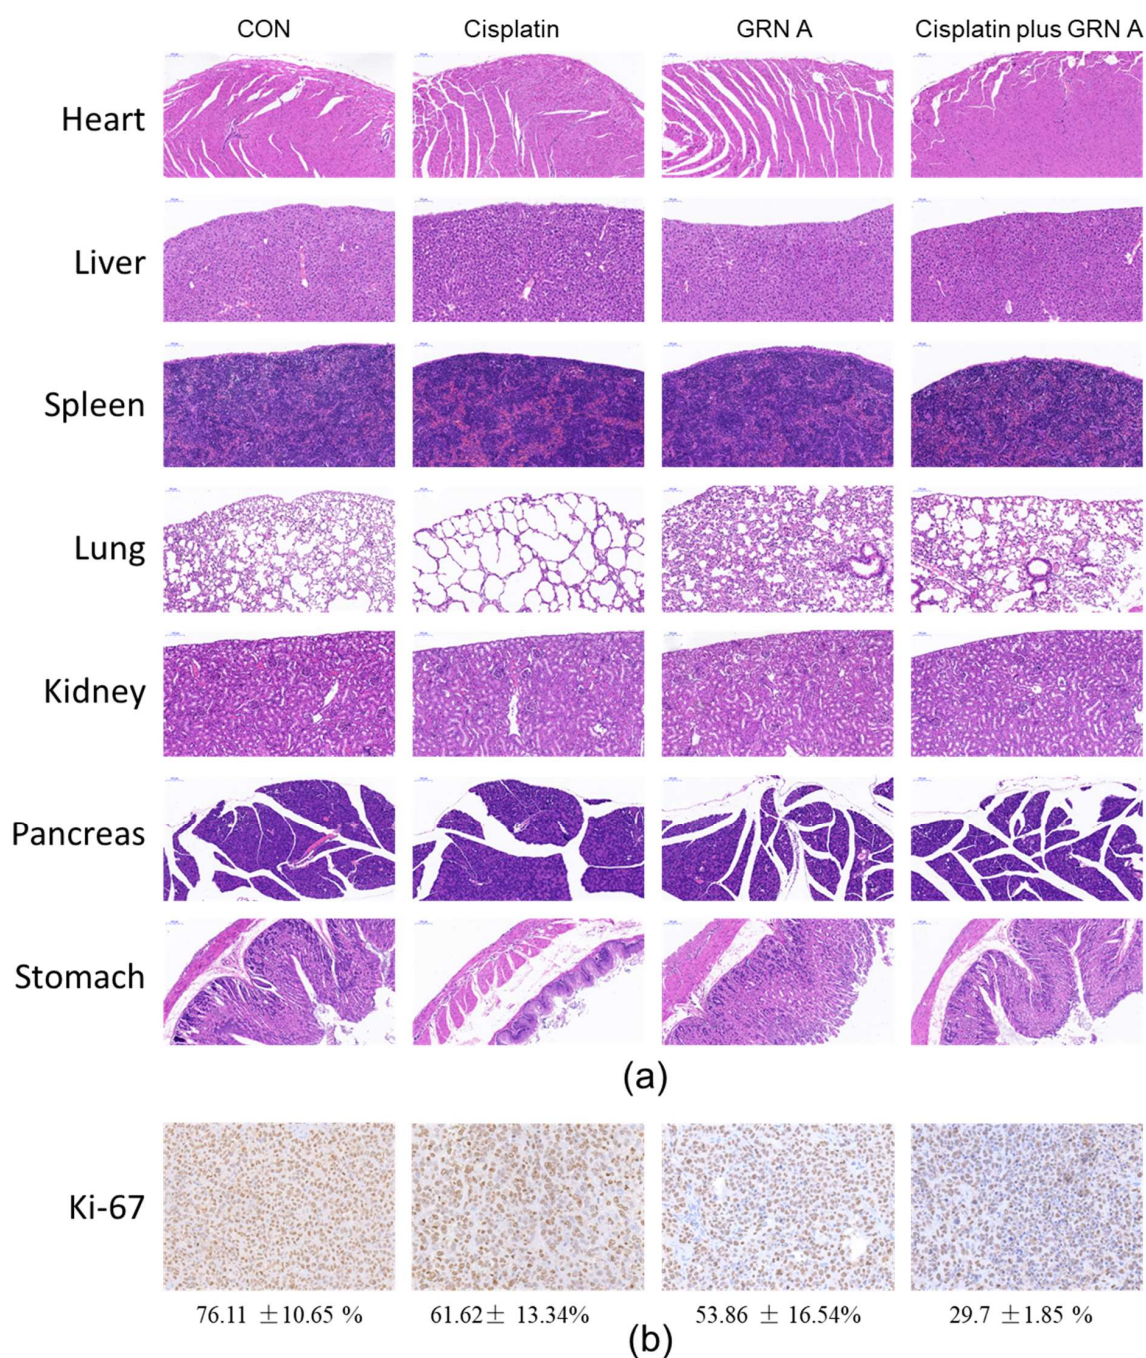 CON Cisplatin GRN A Cisplatin plus GRN A
Heart
Liver
Spleen
Lung
Kidney
Pancreas
Stomach
(a)
Ki-67
76.11 ±10.65 % 61.62 ± 13.34% 53.86 ± 16.54% 29.7 ±1.85 %
(b)